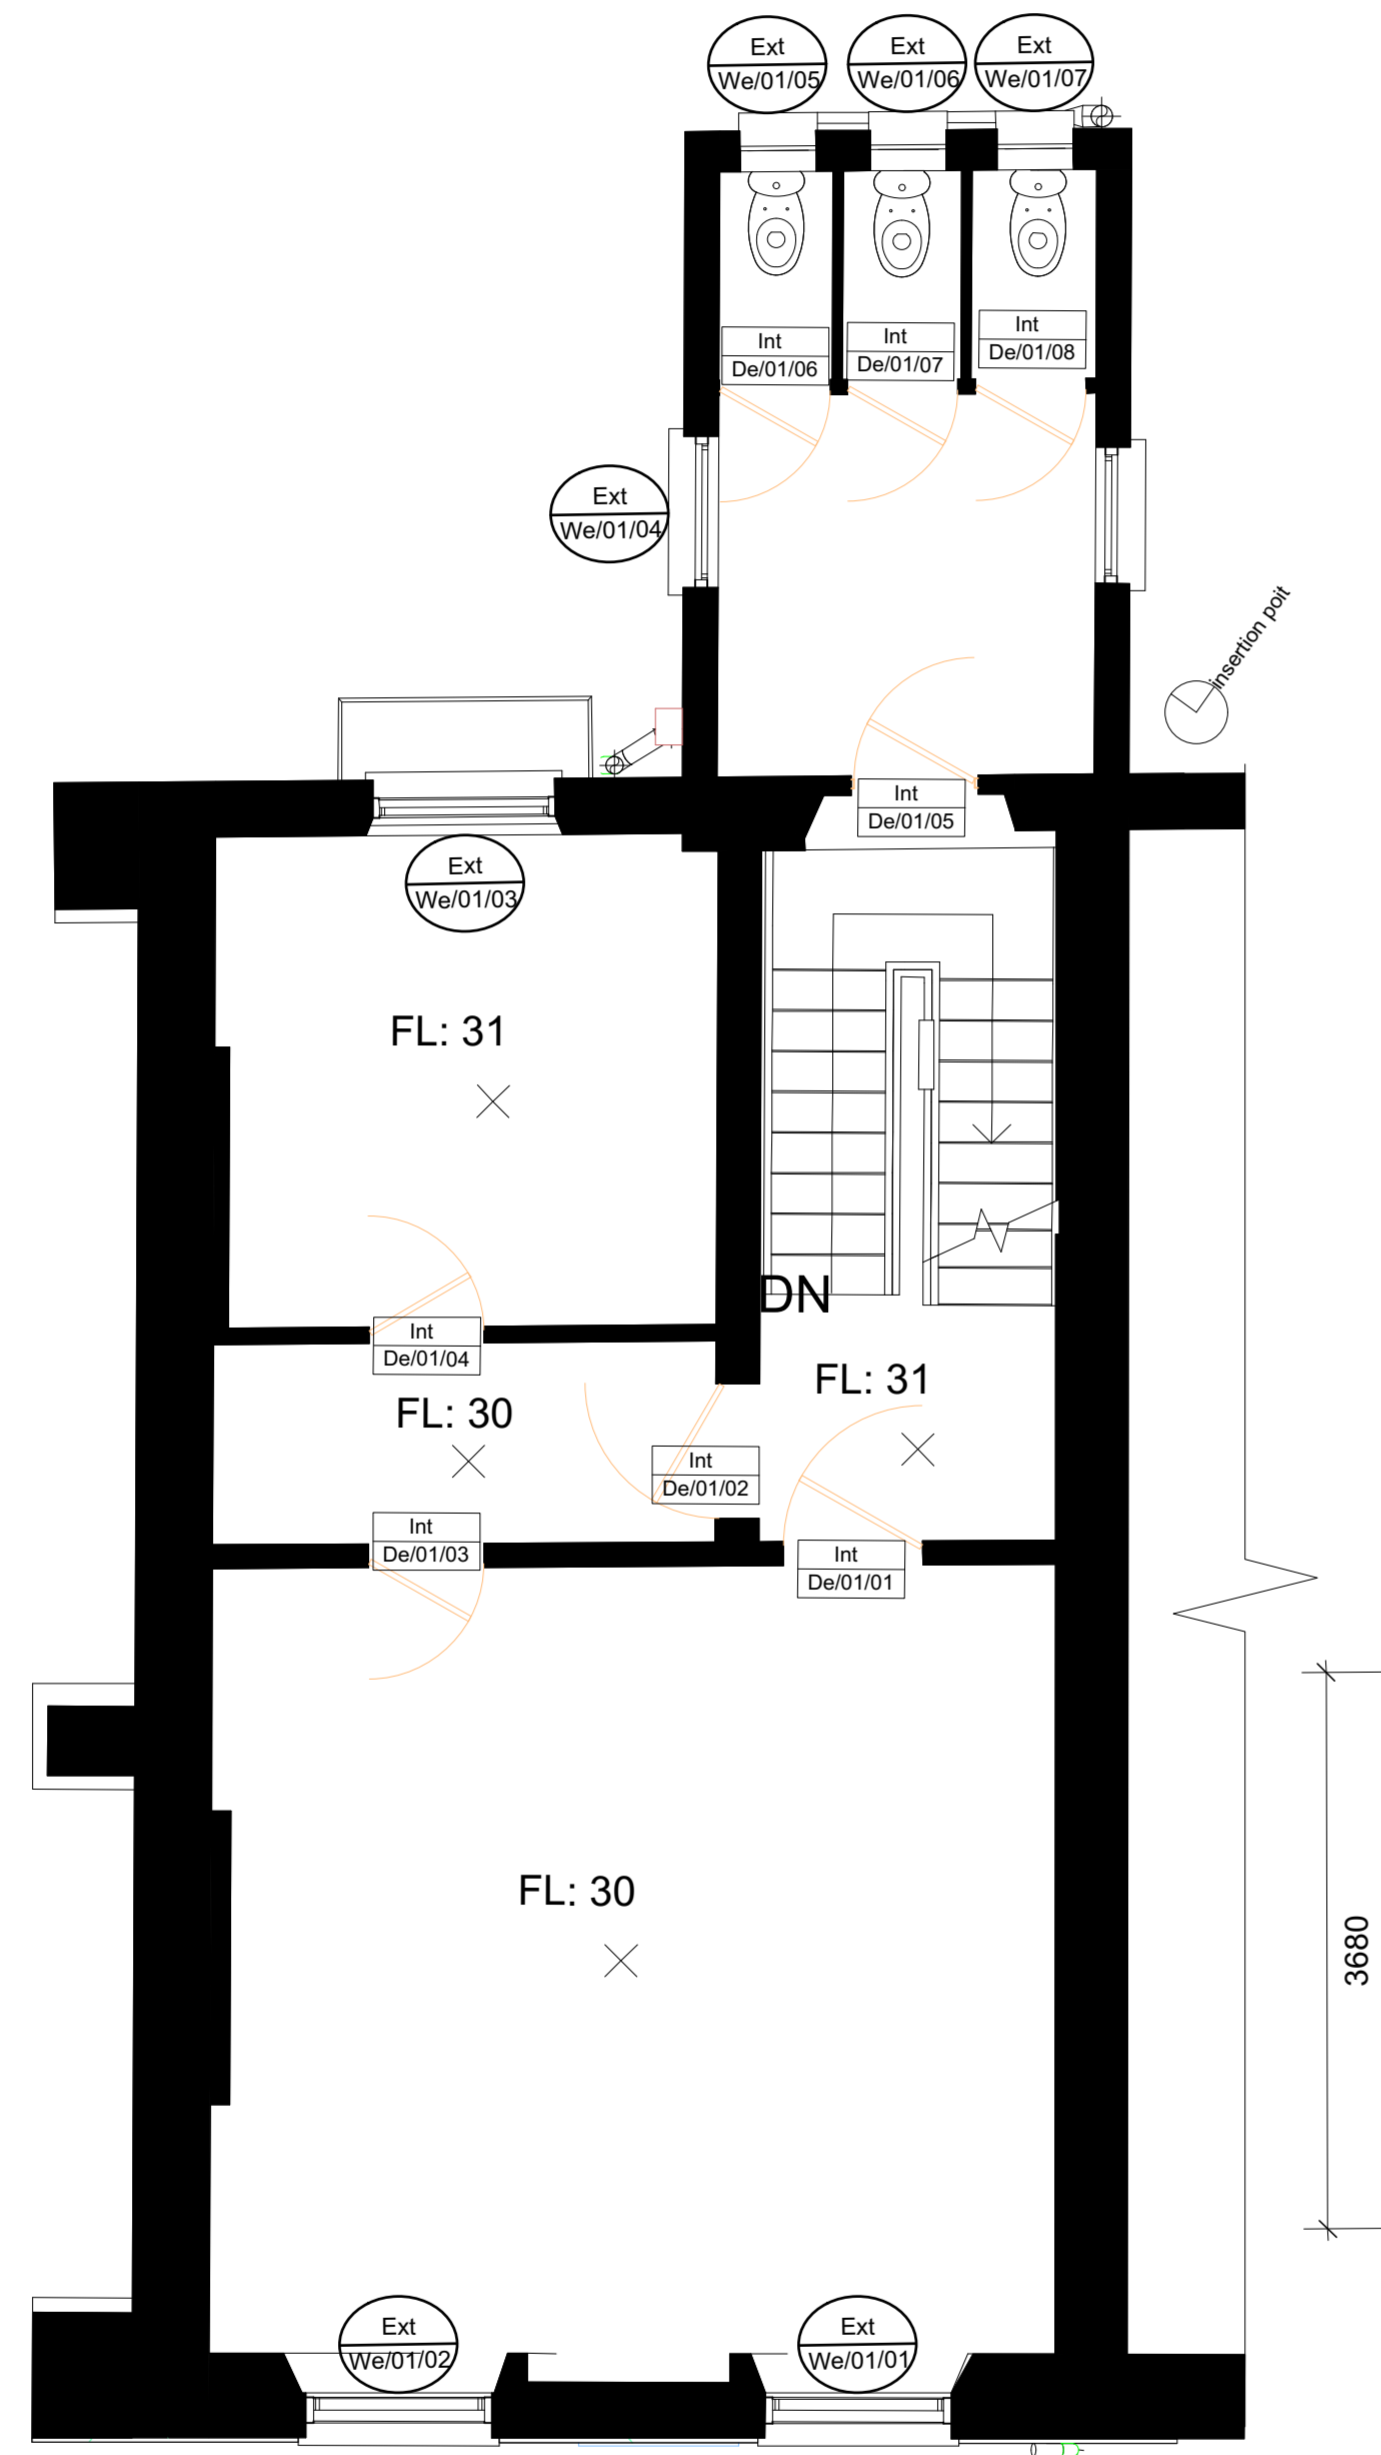 Ext
We/01/05
Ext
We/01/06
Ext
We/01/07
Int
De/01/06
Int
De/01/07
Int
De/01/08
Ext
We/01/04
insertion poit
Int
De/01/05
Ext
We/01/03
FL: 31
DN
Int
De/01/04
FL: 31
FL: 30
Int
De/01/02
Int
De/01/03
Int
De/01/01
FL: 30
3680
Ext
We/01/02
Ext
We/01/01